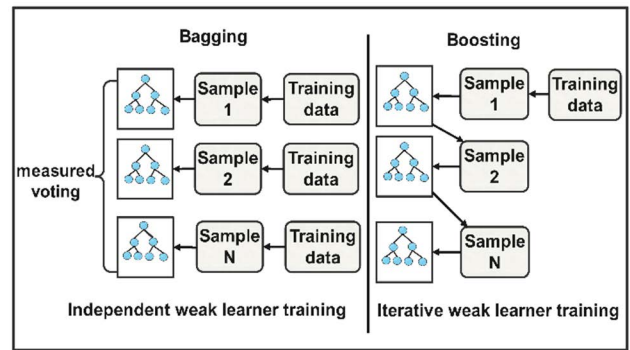 Bagging
Sample
1
Training
data
Sample
2
Training
data
measured
voting
Sample
N
Training
data
Independent weak learner training
Boosting
Sample
1
Training
data
Sample
2
Sample
N
Iterative weak learner training